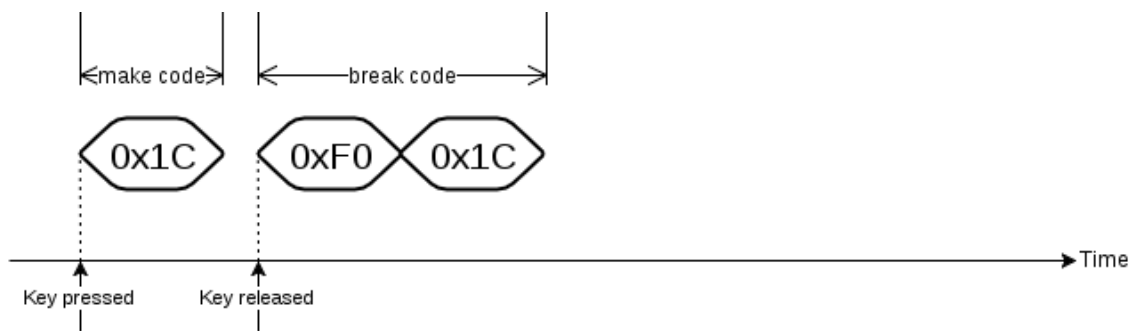 make code
break code
0x1C
0xF0
0x1C
Time
Key pressed
Key released